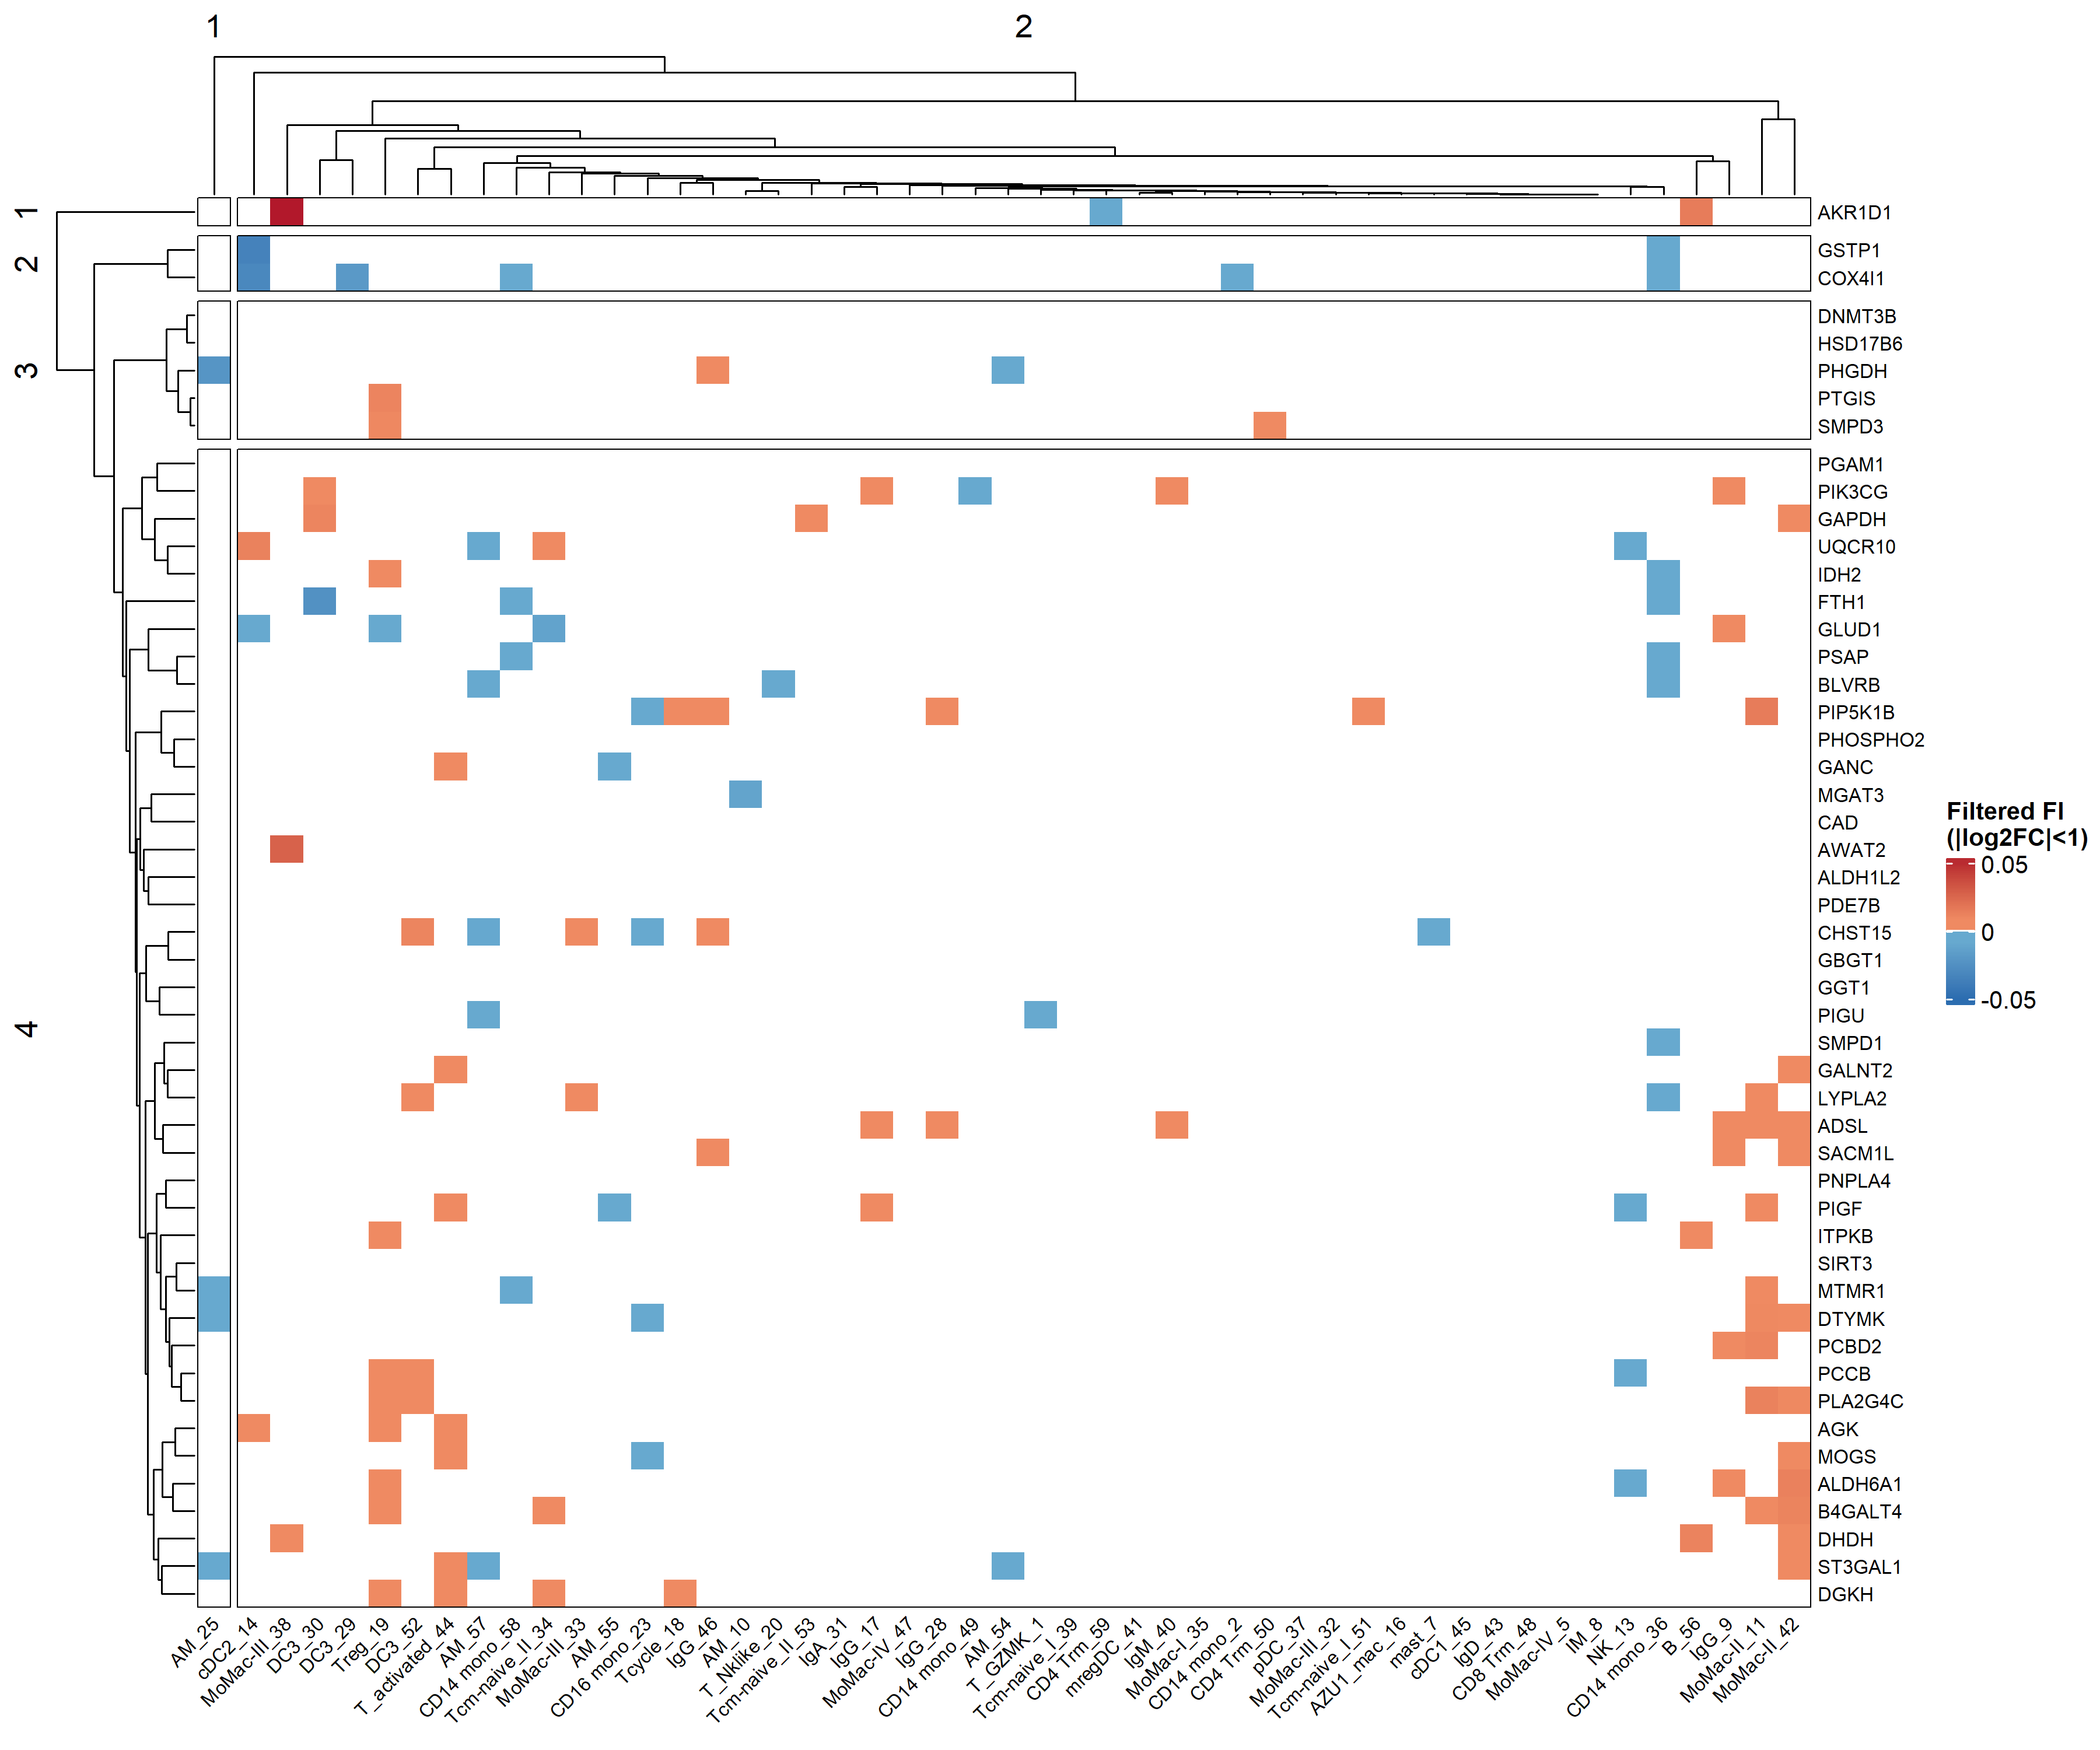 1
2
1
AKR1D1
2
GSTP1
COX4I1
3
DNMT3B
HSD17B6
PHGDH
PTGIS
SMPD3
4
PGAM1
PIK3CG
GAPDH
UQCR10
IDH2
FTH1
GLUD1
PSAP
BLVRB
PIP5K1B
PHOSPHO2
GANC
MGAT3
CAD
AWAT2
ALDH1L2
PDE7B
CHST15
GBGT1
GGT1
PIGU
SMPD1
GALNT2
LYPLA2
ADSL
SACM1L
PNPLA4
PIGF
ITPKB
SIRT3
MTMR1
DTYMK
PCBD2
PCCB
PLA2G4C
AGK
MOGS
ALDH6A1
B4GALT4
DHDH
ST3GAL1
DGKH
Filtered FI
(|log2FC|<1)
0.05
0
-0.05
AM_25
cDC2_14
MoMac-III_38
DC3_30
DC3_29
Treg_19
DC3_52
T_activated_44
AM_57
CD14 mono_58
Tcm-naive_II_34
MoMac-III_33
AM_55
CD16 mono_23
Tcycle_18
IgG_46
AM_10
T_Nklike_20
Tcm-naive_II_53
IgA_31
IgG_17
MoMac-IV_47
IgG_28
CD14 mono_49
AM_54
T_GZMK_1
Tcm-naive_I_39
CD4 Trm_59
mregDC_41
IgM_40
MoMac-I_35
CD14 mono_2
CD4 Trm_50
pDC_37
MoMac-III_32
Tcm-naive_I_51
AZU1_mac_16
mast_7
cDC1_45
IgD_43
CD8 Trm_48
MoMac-IV_5
IM_8
NK_13
CD14 mono_36
B_56
IgG_9
MoMac-II_11
MoMac-II_42